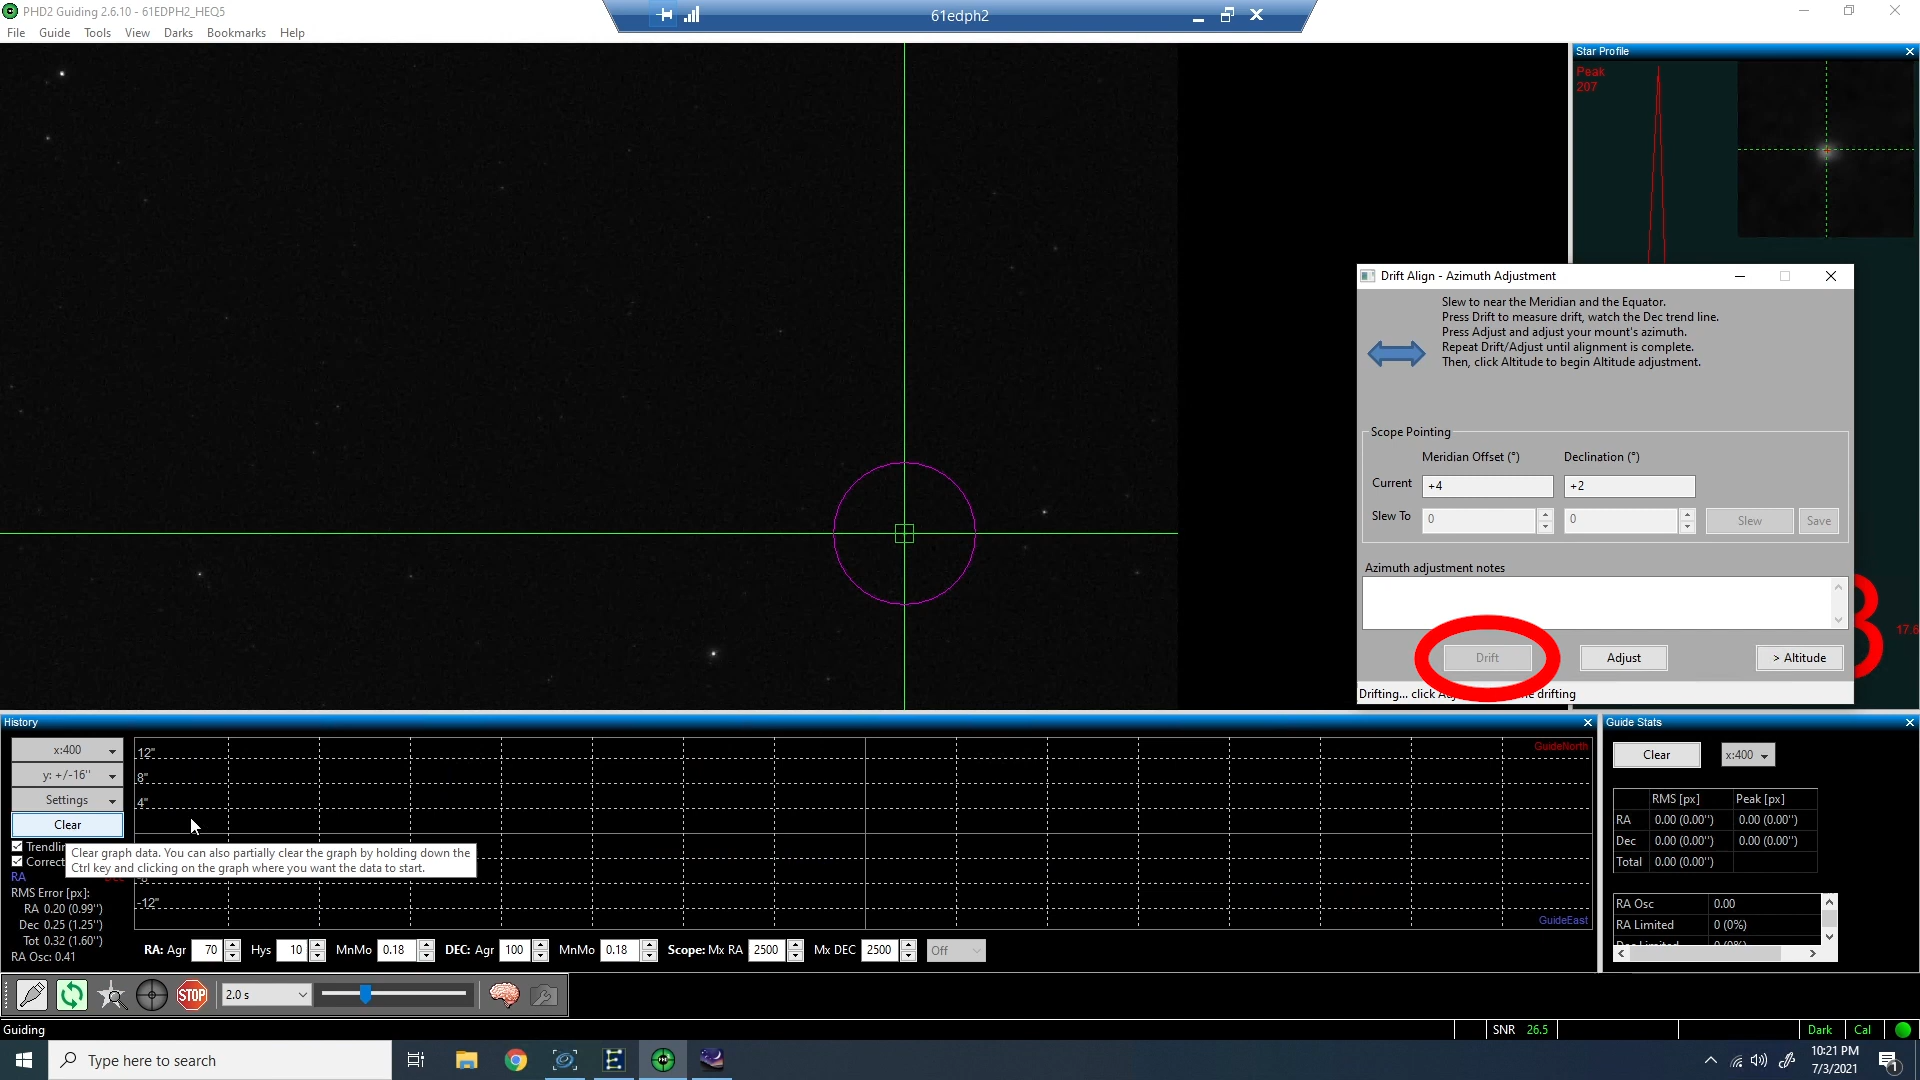 PHD2 Guiding 2.6.10 - 61EDPH2_HEQ5
61edph2
File Guide Tools View Darks Bookmarks Help
Star Profile
Peak
207
Drift Align - Azimuth Adjustment
Slew to near the Meridian and the Equator.
Press Drift to measure drift, watch the Dec trend line.
Press Adjust and adjust your mount's azimuth.
Repeat Drift/Adjust until alignment is complete.
Then, click Altitude to begin Altitude adjustment.
Scope Pointing
Meridian Offset (°) Declination (°)
Current +4 +2
Slew To 0 0 Slew Save
Azimuth adjustment notes
17.6
Drift Adjust > Altitude
Drifting... click drifting
History
x:400
y: +/-16"
Settings
Clear
Trendlin
Correct
RA
RMS Error [px]:
RA 0.20 (0.99")
Dec 0.25 (1.25")
Tot 0.32 (1.60")
RA Osc: 0.41
12"
8"
4"
-12"
GuideNorth
GuideEast
Clear graph data. You can also partially clear the graph by holding down the
Ctrl key and clicking on the graph where you want the data to start.
RA: Agr 70 Hys 10 MnMo 0.18 DEC: Agr 100 MnMo 0.18 Scope: Mx RA 2500 Mx DEC 2500 Off
Guide Stats
Clear x:400
RMS [px] Peak [px]
RA 0.00 (0.00") 0.00 (0.00")
Dec 0.00 (0.00") 0.00 (0.00")
Total 0.00 (0.00")
RA Osc 0.00
RA Limited 0 (0%)
STOP 2.0 s
Guiding SNR 26.5 Dark Cal
Type here to search
10:21 PM
7/3/2021
1